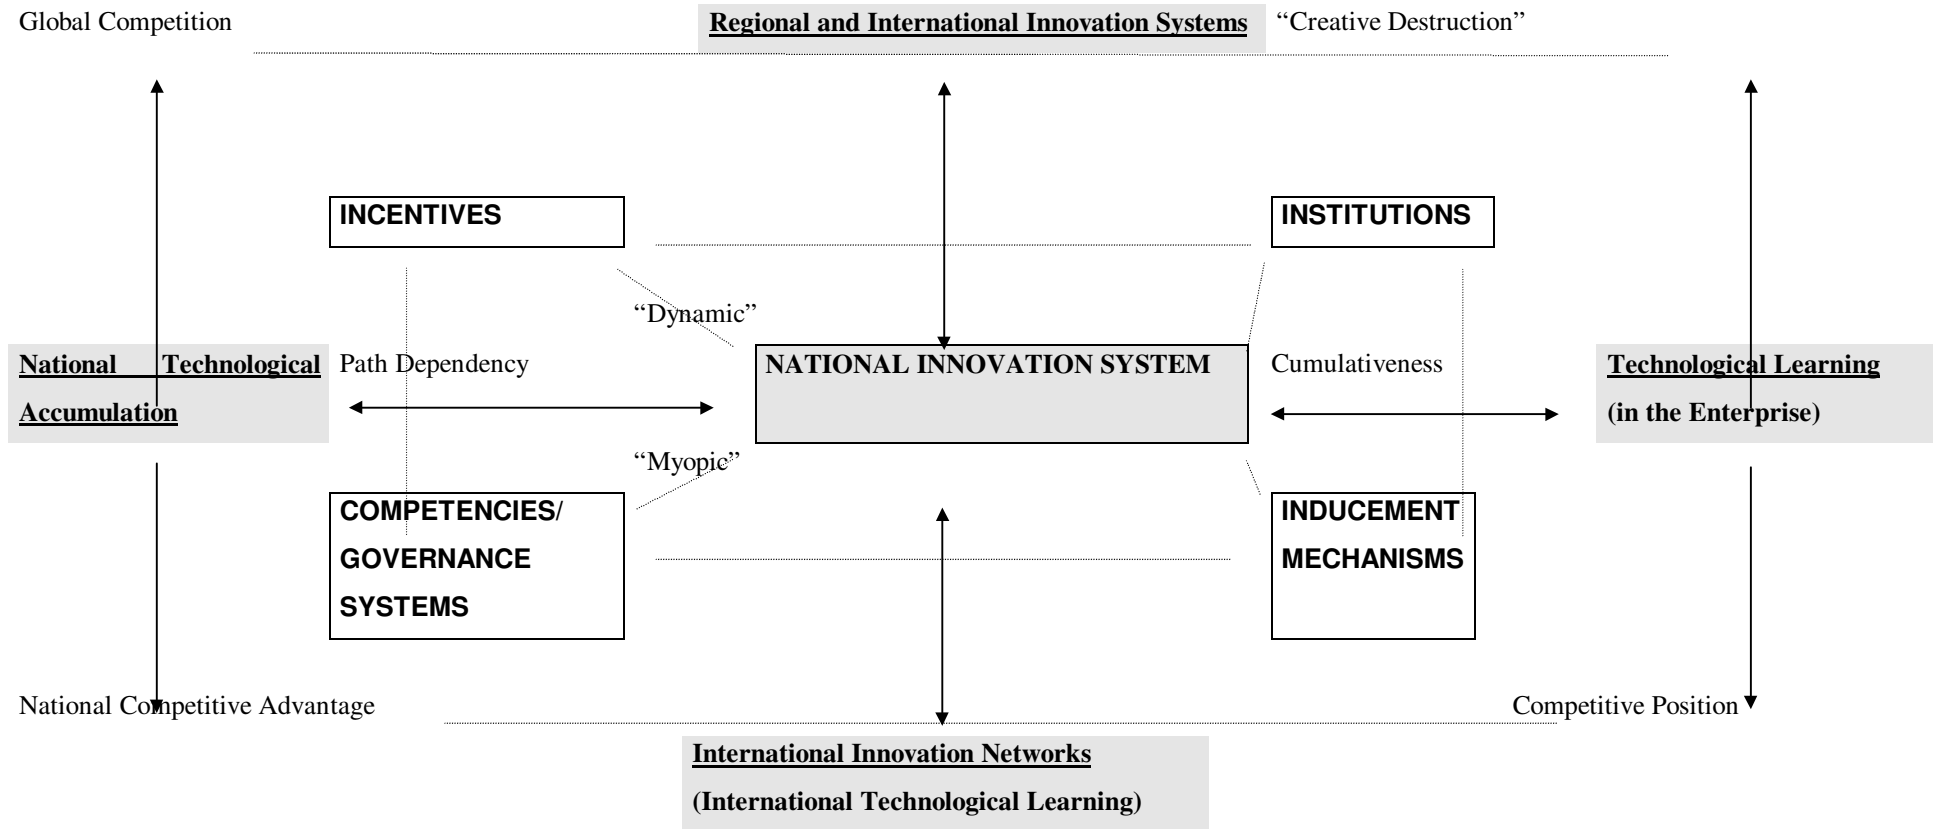 Global Competition
Regional and International Innovation Systems
“Creative Destruction”
INCENTIVES
INSTITUTIONS
“Dynamic”
National Technological
Accumulation
Path Dependency
NATIONAL INNOVATION SYSTEM
Cumulativeness
Technological Learning
(in the Enterprise)
“Myopic”
COMPETENCIES/
GOVERNANCE
SYSTEMS
INDUCEMENT
MECHANISMS
National Competitive Advantage
Competitive Position
International Innovation Networks
(International Technological Learning)